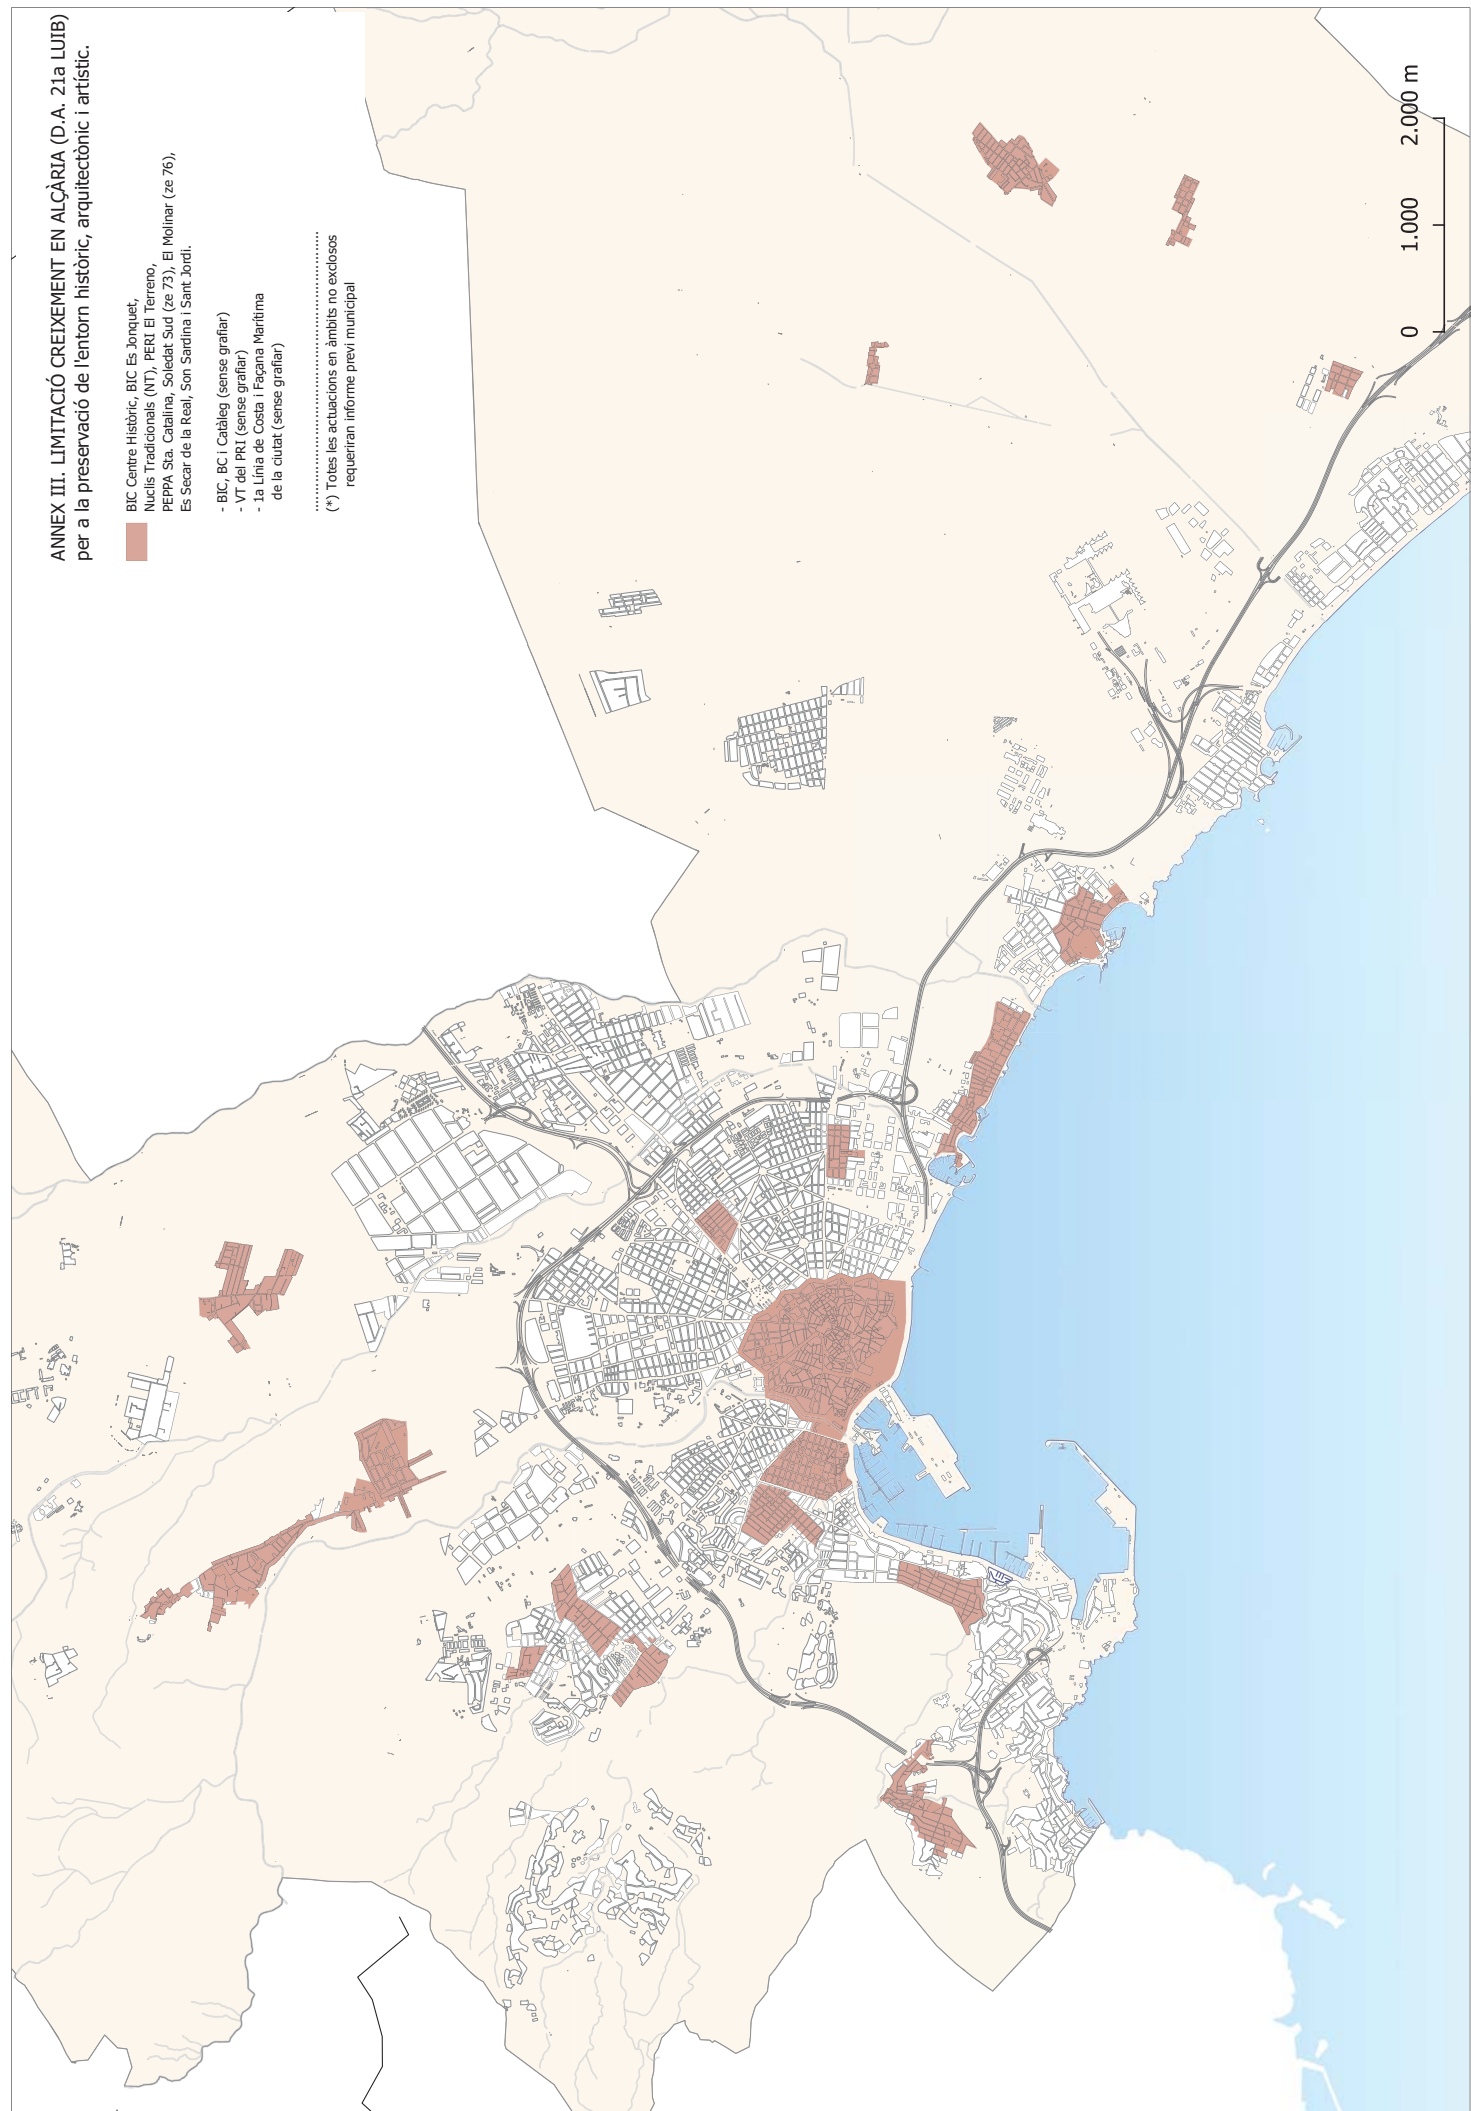 ANNEX III. LIMITACIÓ CREIXEMENT EN ALÇÀRIA (D.A. 21a LUIB)
per a la preservació de l'entorn històric, arquitectònic i artístic.
BIC Centre Històric, BIC Es Jonquet,
Nuclis Tradicionals (NT), PERI El Terreno,
PEPPA Sta. Catalina, Soledat Sud (ze 73), El Molinar (ze 76),
Es Secar de la Real, Son Sardina i Sant Jordi.
- BIC, BC i Catàleg (sense grafiar)
- VT del PRI (sense grafiar)
- 1a Línia de Costa i Façana Marítima
de la ciutat (sense grafiar)
(*) Totes les actuacions en àmbits no exclosos
requeriran informe previ municipal
0 1.000 2.000 m